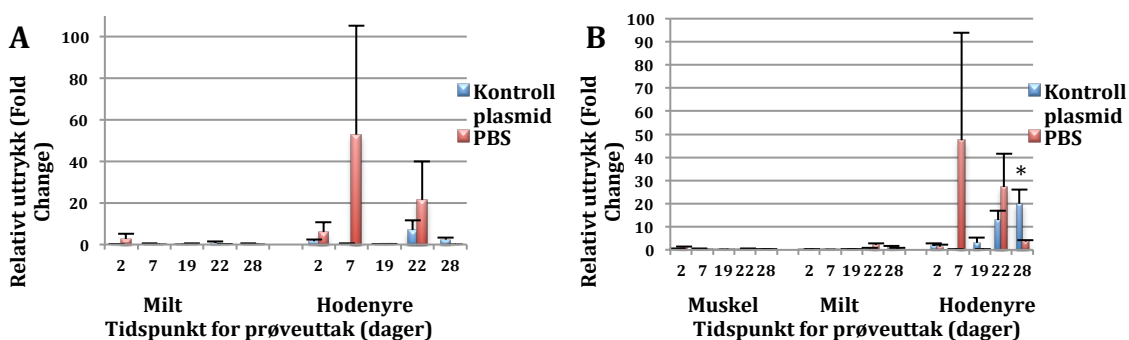 A
Relativt uttrykk (Fold
Change)
100
80
60
40
20
0
2 7 19 22 28 2 7 19 22 28
Milt Hodenyre
Tidspunkt for prøveuttak (dager)
Kontroll
plasmid
PBS
B
Relativt uttrykk (Fold
Change)
100
90
80
70
60
50
40
30
20
10
0
*
2 7 19 22 28 2 7 19 22 28 2 7 19 22 28
Muskel Milt Hodenyre
Tidspunkt for prøveuttak (dager)
Kontroll
plasmid
PBS